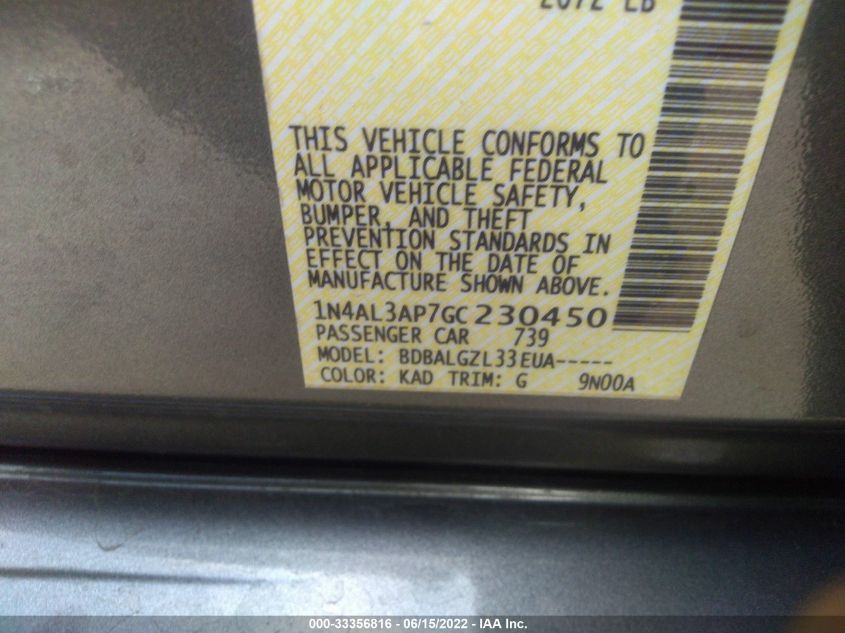 2072 LB
THIS VEHICLE CONFORMS TO
ALL APPLICABLE FEDERAL
MOTOR VEHICLE SAFETY,
BUMPER, AND THEFT
PREVENTION STANDARDS IN
EFFECT ON THE DATE OF
MANUFACTURE SHOWN ABOVE.
1N4AL3AP7GC230450
PASSENGER CAR 739
MODEL: BDBALGZL33EUA-----
COLOR: KAD TRIM: G 9N00A
000-33356816 - 06/15/2022 - IAA Inc.